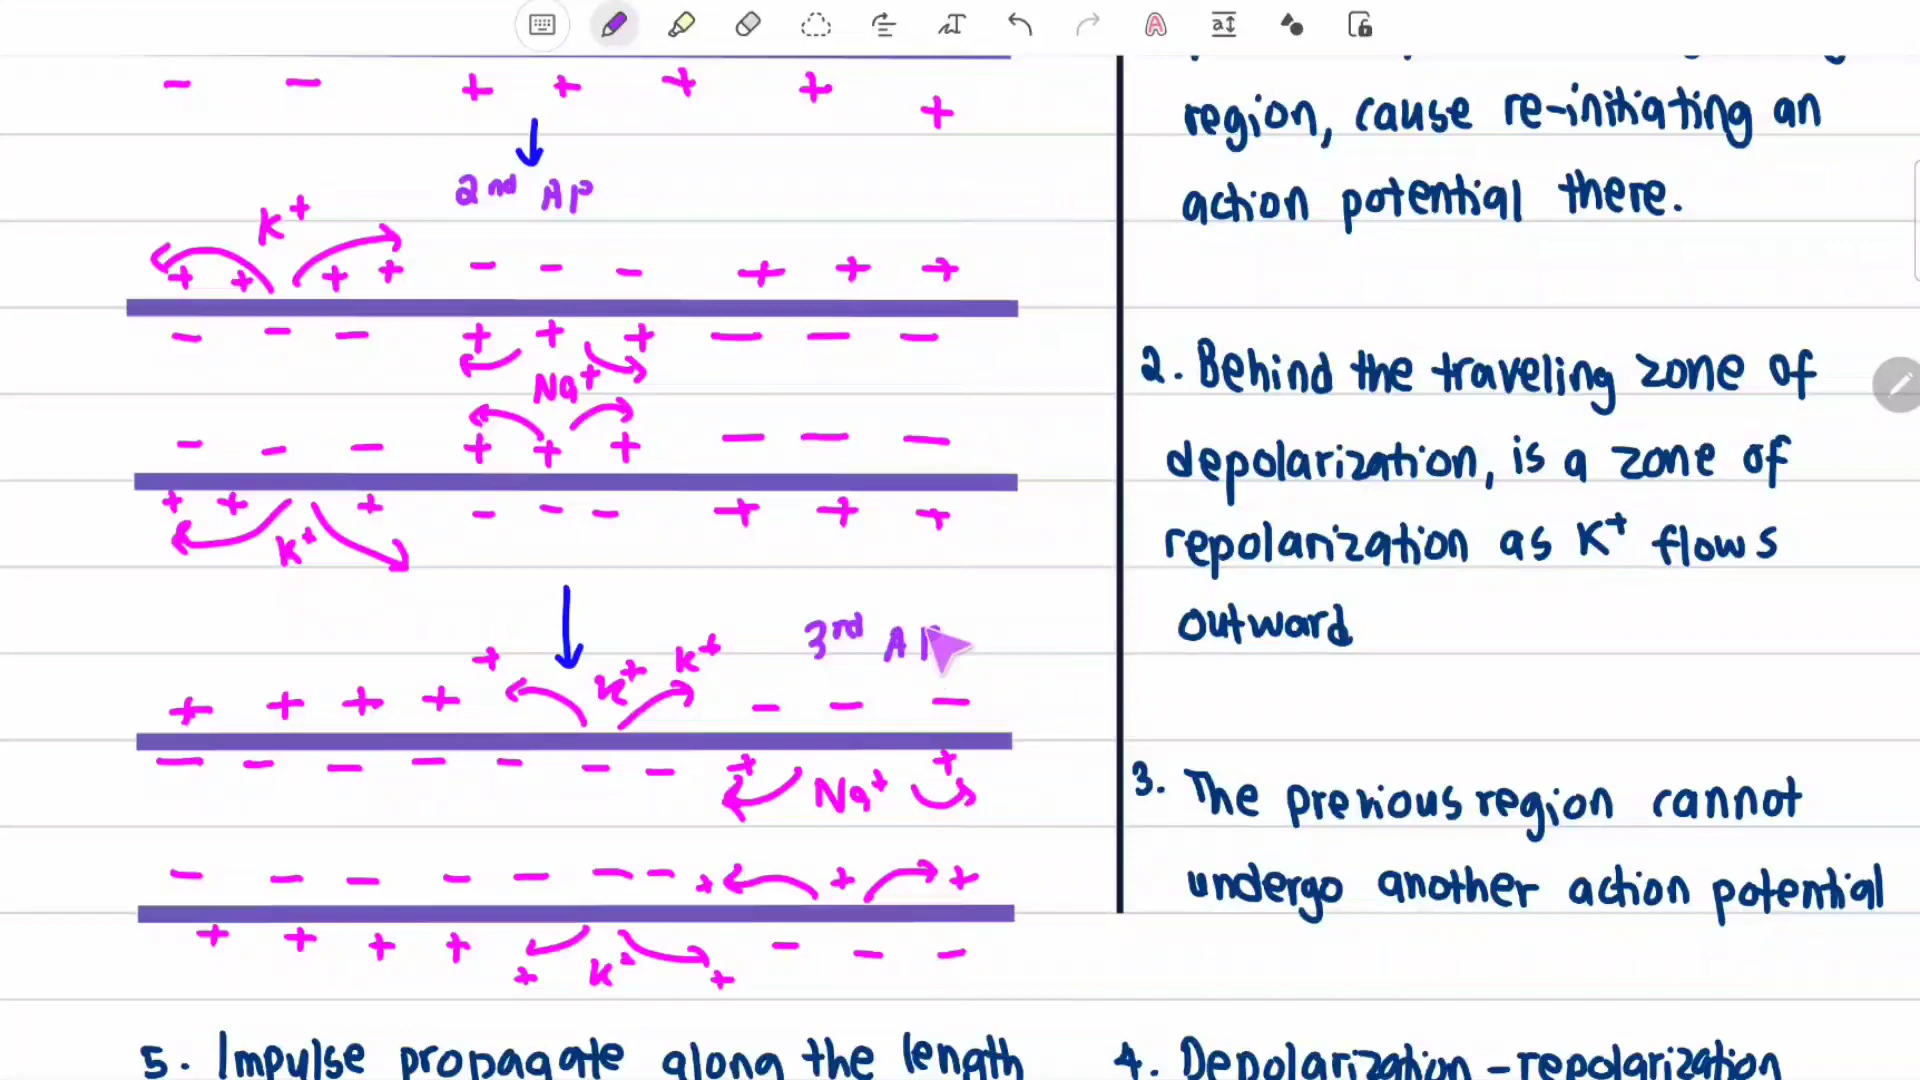 region, cause re-initiating an
action potential there.
2. Behind the traveling zone of
depolarization, is a zone of
repolarization as K⁺ flows
outward
3. The previous region cannot
undergo another action potential
4. Depolarization - repolarization
− − + + + + +
2nd AP
K⁺
+ + + + − − − + + +
− − − + + + − − −
Na⁺
− − − + + + − − −
+ + + − − − + + +
K⁺
3rd AP
+ K⁺ K⁺
+ + + + − − −
− − − − − − − + Na⁺ +
− − − − − − − + + +
+ + + + − − −
+ K⁺ +
5. Impulse propagate along the length